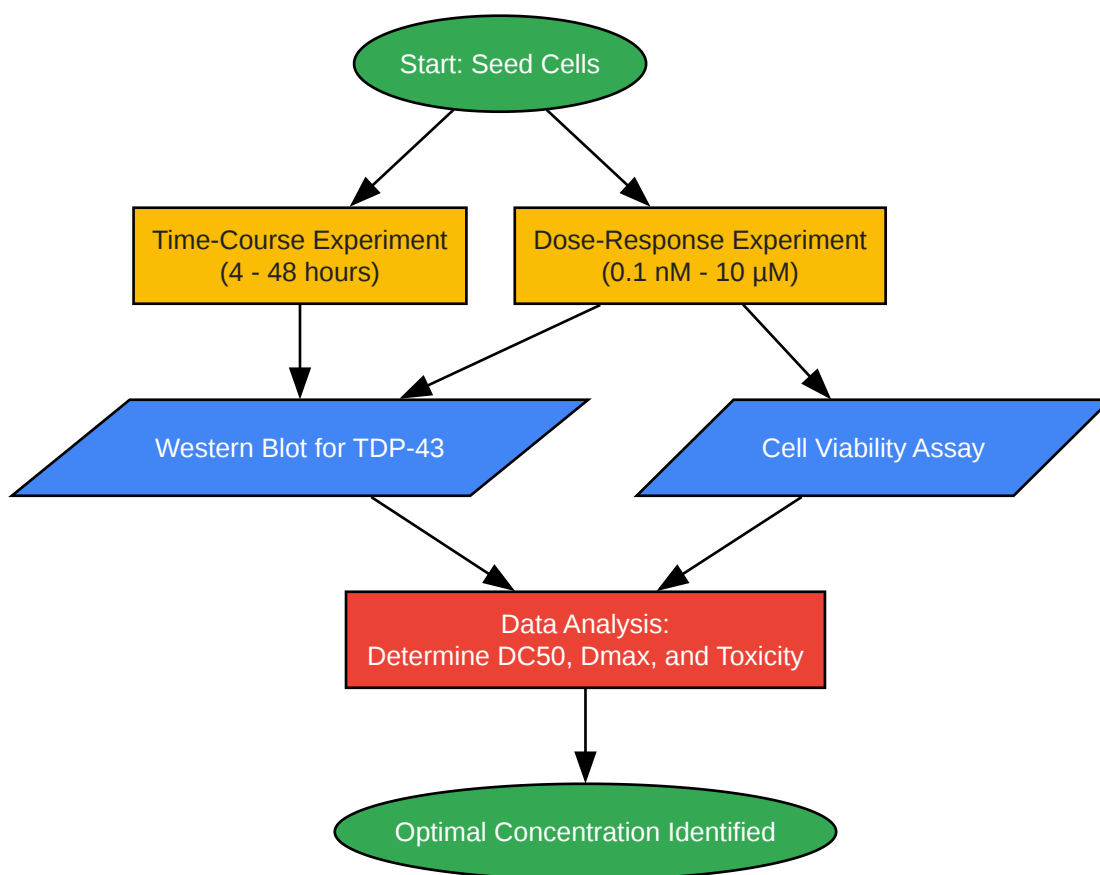 Start: Seed Cells
Time-Course Experiment
(4 - 48 hours)
Dose-Response Experiment
(0.1 nM - 10 µM)
Western Blot for TDP-43
Cell Viability Assay
Data Analysis:
Determine DC50, Dmax, and Toxicity
Optimal Concentration Identified